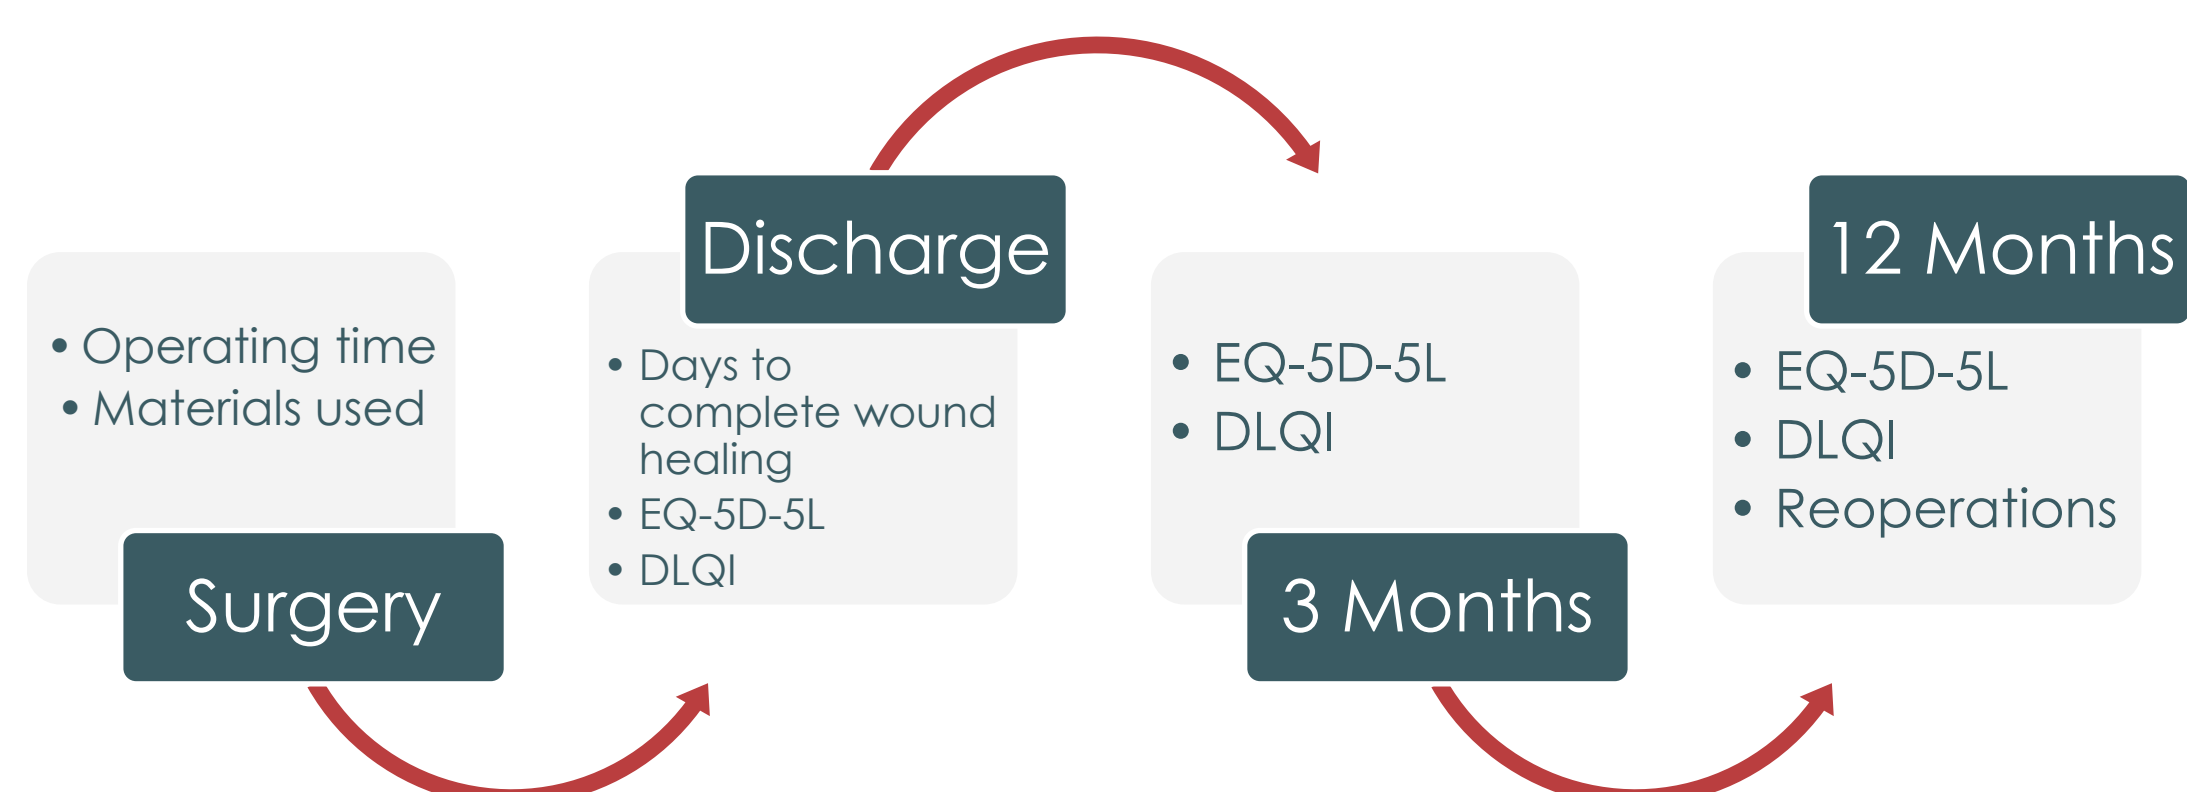 • Operating time
• Materials used
Surgery
Discharge
• Days to
complete wound
healing
• EQ-5D-5L
• DLQI
• EQ-5D-5L
• DLQI
3 Months
12 Months
• EQ-5D-5L
• DLQI
• Reoperations